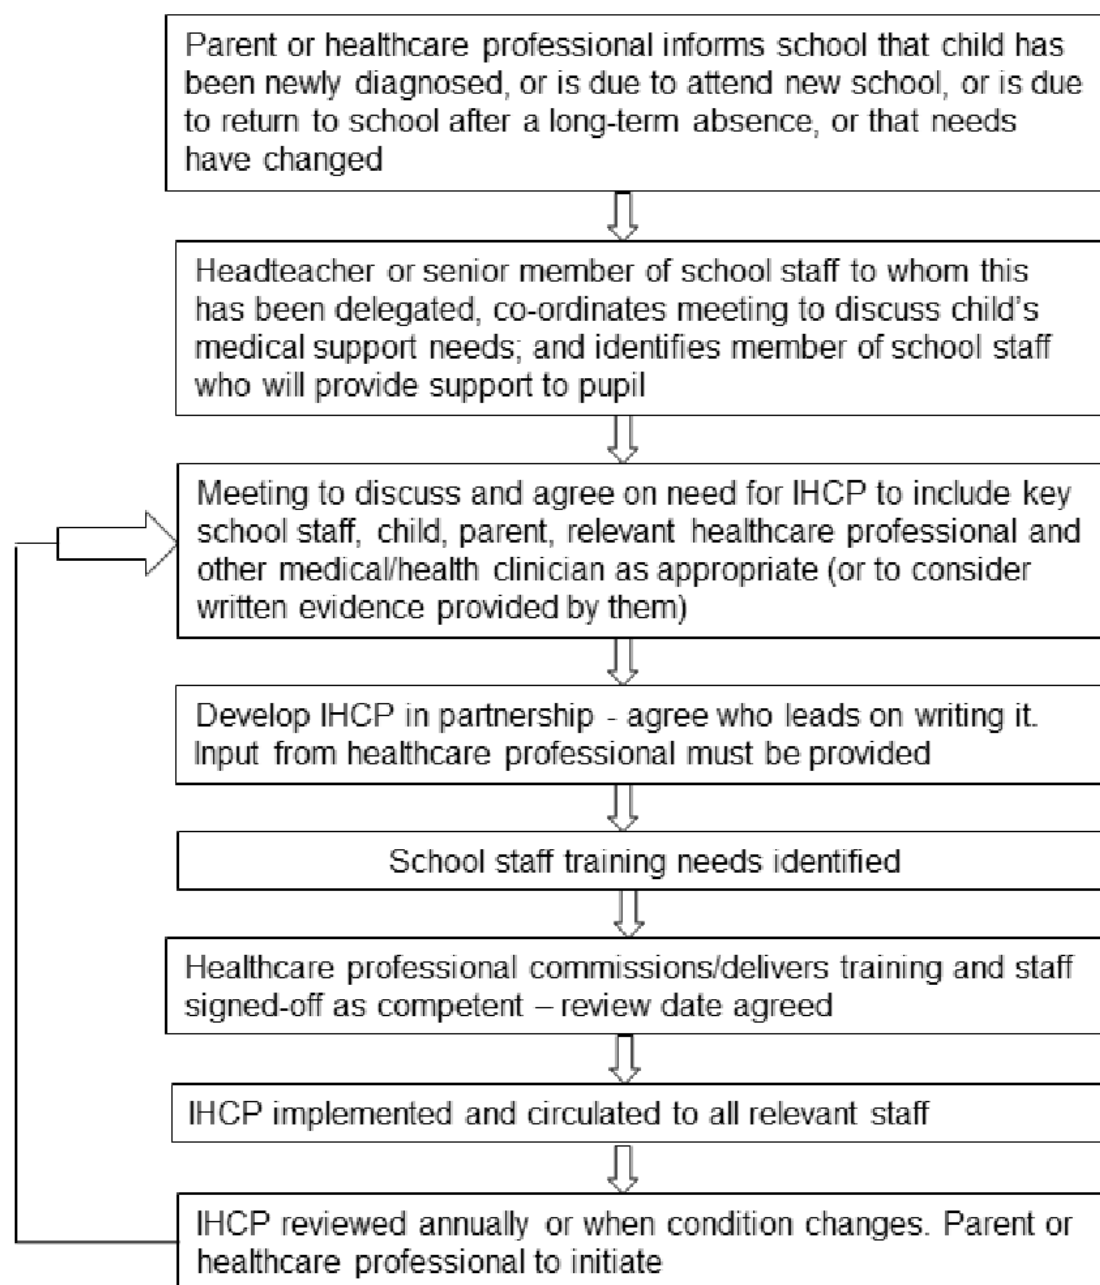 Parent or healthcare professional informs school that child has
been newly diagnosed, or is due to attend new school, or is due
to return to school after a long-term absence, or that needs
have changed
Headteacher or senior member of school staff to whom this
has been delegated, co-ordinates meeting to discuss child's
medical support needs; and identifies member of school staff
who will provide support to pupil
Meeting to discuss and agree on need for IHCP to include key
school staff, child, parent, relevant healthcare professional and
other medical/health clinician as appropriate (or to consider
written evidence provided by them)
Develop IHCP in partnership - agree who leads on writing it.
Input from healthcare professional must be provided
School staff training needs identified
Healthcare professional commissions/delivers training and staff
signed-off as competent – review date agreed
IHCP implemented and circulated to all relevant staff
IHCP reviewed annually or when condition changes. Parent or
healthcare professional to initiate